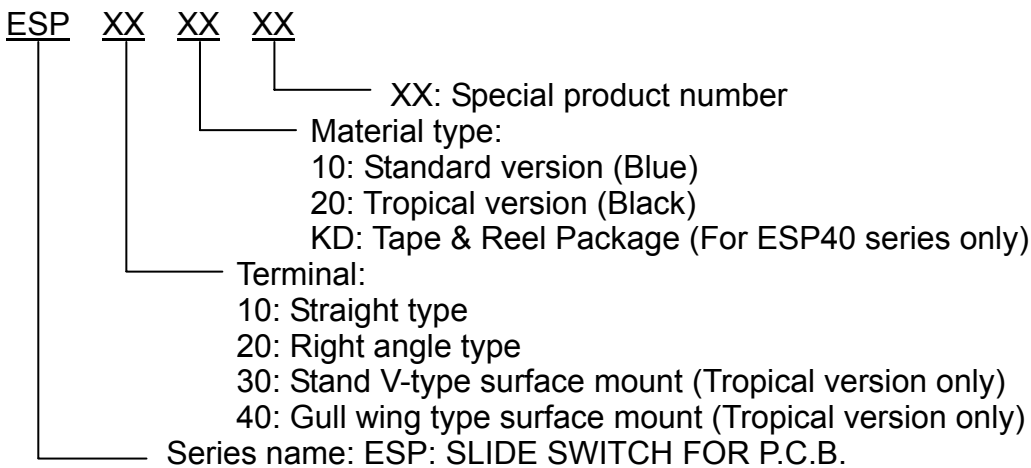 ESP XX XX XX
XX: Special product number
Material type:
10: Standard version (Blue)
20: Tropical version (Black)
KD: Tape & Reel Package (For ESP40 series only)
Terminal:
10: Straight type
20: Right angle type
30: Stand V-type surface mount (Tropical version only)
40: Gull wing type surface mount (Tropical version only)
Series name: ESP: SLIDE SWITCH FOR P.C.B.